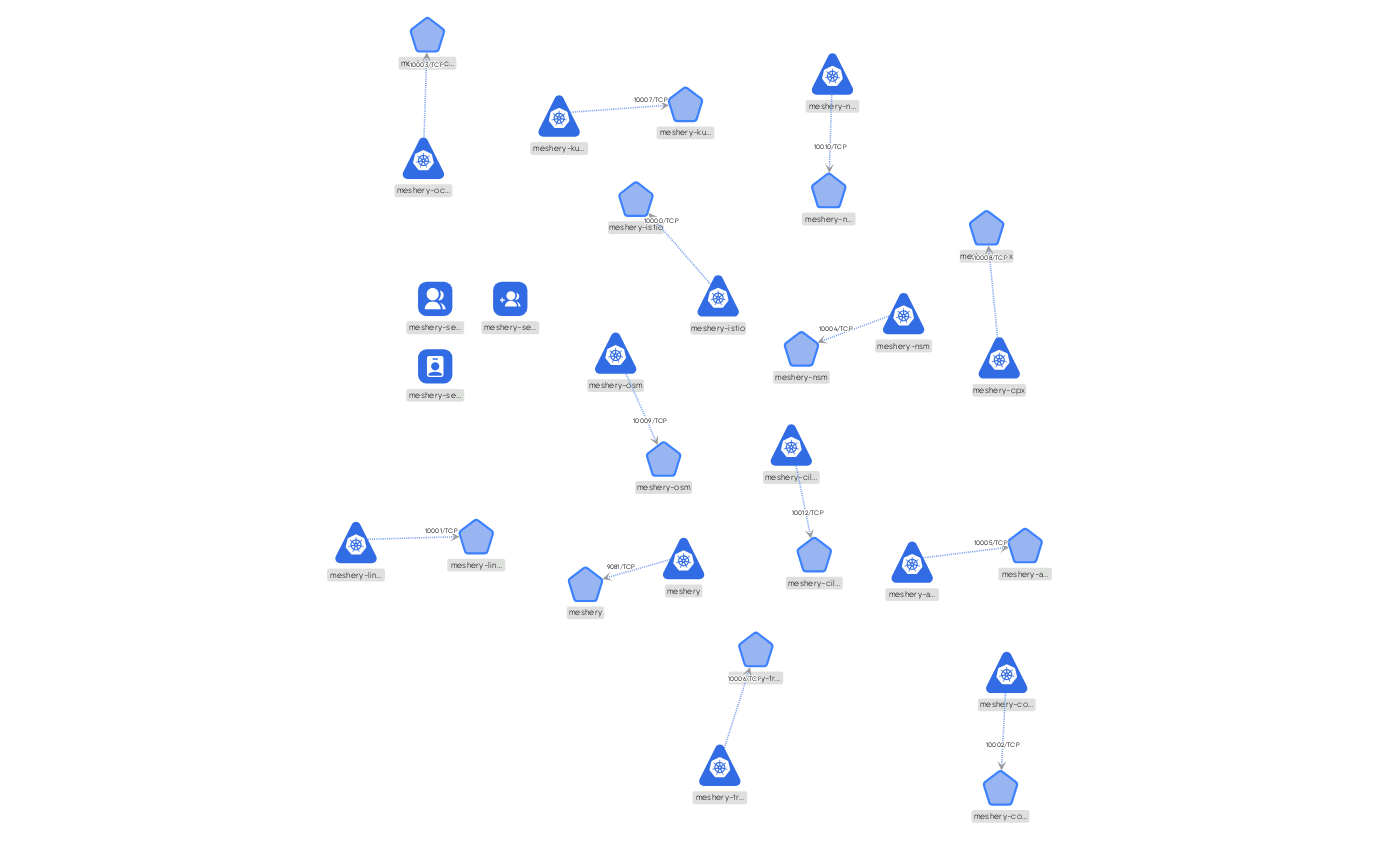 10003/TCP
meshery-oc...
10007/TCP
meshery-ku...
meshery-ku...
meshery-n...
10010/TCP
meshery-n...
10000/TCP
meshery-istio
meshery-istio
10008/TCP
meshery-cpx
meshery-se...
meshery-se...
meshery-se...
10004/TCP
meshery-nsm
meshery-nsm
meshery-osm
10009/TCP
meshery-osm
meshery-cil...
10012/TCP
meshery-cil...
10001/TCP
meshery-lin...
meshery-lin...
9081/TCP
meshery
meshery
10005/TCP
meshery-a...
meshery-a...
10006/TCP
meshery-tr...
meshery-co...
10002/TCP
meshery-co...